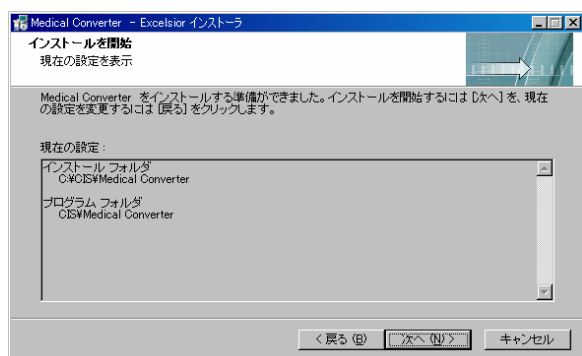 Medical Converter - Excelsior インストーラ
インストールを開始
現在の設定を表示
Medical Converter をインストールする準備ができました。インストールを開始するには [次へ] を、現在
の設定を変更するには [戻る] をクリックします。
現在の設定:
インストール フォルダ
C:¥CIS¥Medical Converter
プログラム フォルダ
CIS¥Medical Converter
< 戻る (B)
次へ (N) >
キャンセル